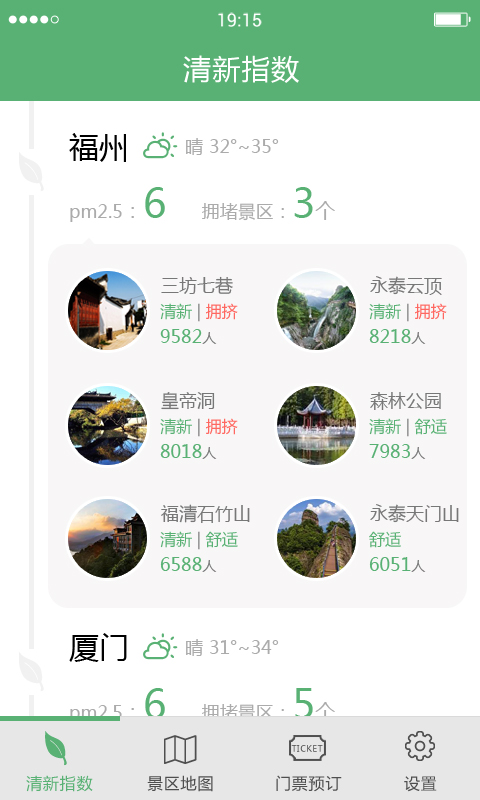 19:15
清新指数
福州 晴 32°~35°
pm2.5：6 拥堵景区：3个
三坊七巷
清新 | 拥挤
9582人
永泰云顶
清新 | 拥挤
8218人
皇帝洞
清新 | 拥挤
8018人
森林公园
清新 | 舒适
7983人
福清石竹山
清新 | 舒适
6588人
永泰天门山
舒适
6051人
厦门 晴 31°~34°
pm2.5：6 拥堵景区：5个
TICKET
清新指数 景区地图 门票预订 设置